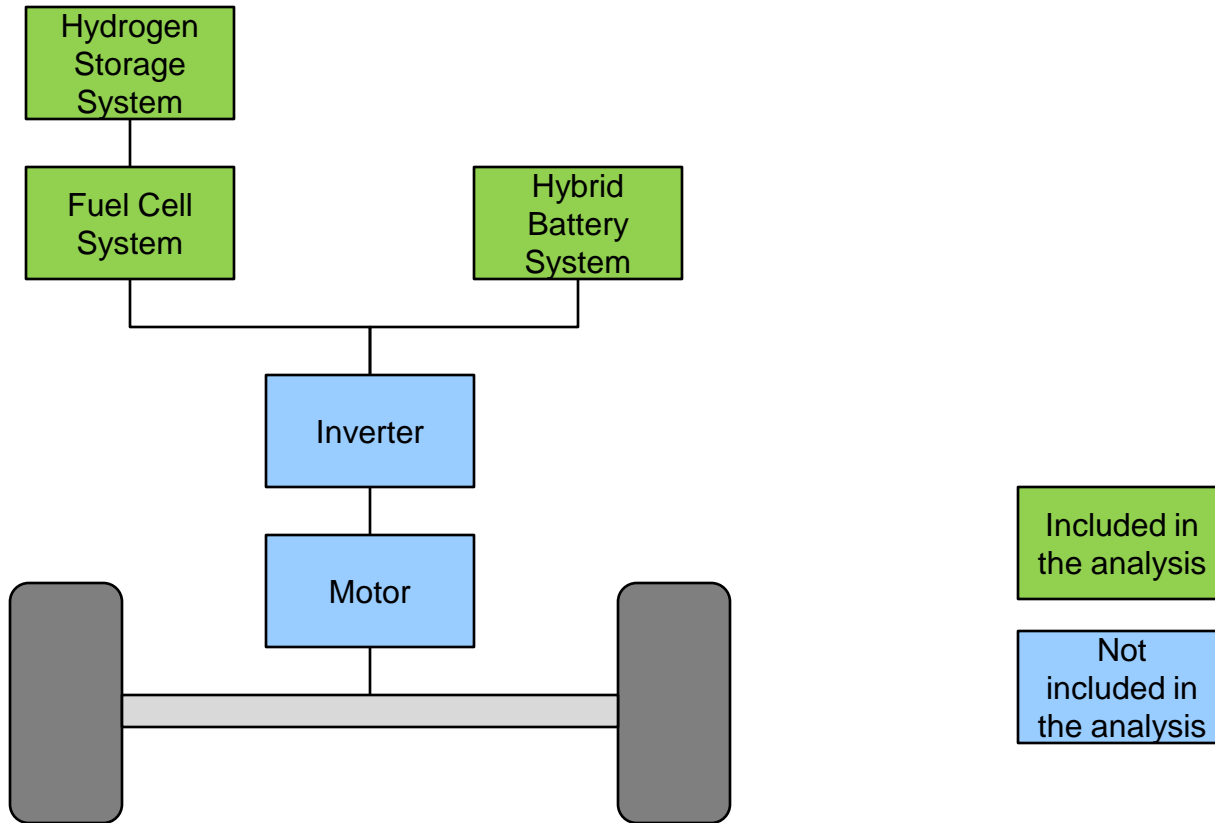 Hydrogen
Storage
System
Fuel Cell
System
Hybrid
Battery
System
Inverter
Motor
Included in
the analysis
Not
included in
the analysis